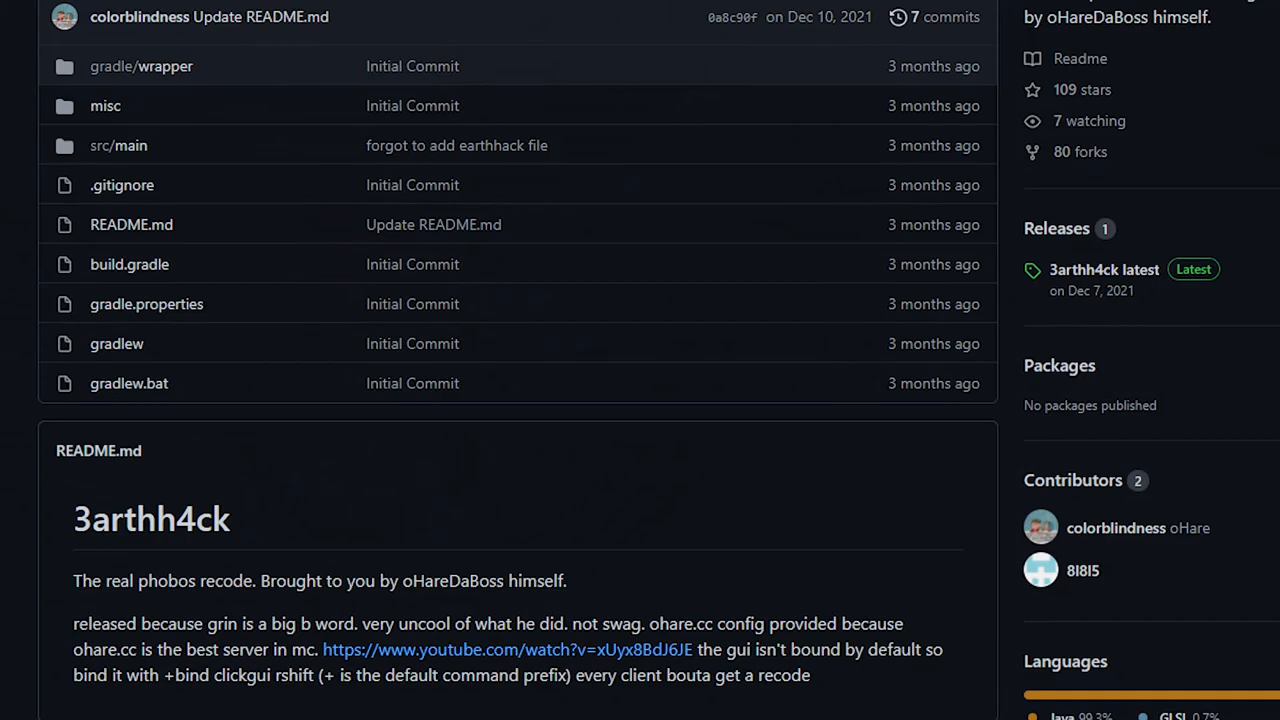 colorblindness Update README.md 0a8c90f on Dec 10, 2021 7 commits
gradle/wrapper Initial Commit 3 months ago
misc Initial Commit 3 months ago
src/main forgot to add earthhack file 3 months ago
.gitignore Initial Commit 3 months ago
README.md Update README.md 3 months ago
build.gradle Initial Commit 3 months ago
gradle.properties Initial Commit 3 months ago
gradlew Initial Commit 3 months ago
gradlew.bat Initial Commit 3 months ago
README.md
3arthh4ck
The real phobos recode. Brought to you by oHareDaBoss himself.
released because grin is a big b word. very uncool of what he did. not swag. ohare.cc config provided because
ohare.cc is the best server in mc. https://www.youtube.com/watch?v=xUyx8BdJ6JE the gui isn't bound by default so
bind it with +bind clickgui rshift (+ is the default command prefix) every client bouta get a recode
by oHareDaBoss himself.
Readme
109 stars
7 watching
80 forks
Releases 1
3arthh4ck latest Latest
on Dec 7, 2021
Packages
No packages published
Contributors 2
colorblindness oHare
8I8I5
Languages
Java 99.3% GLSL 0.7%